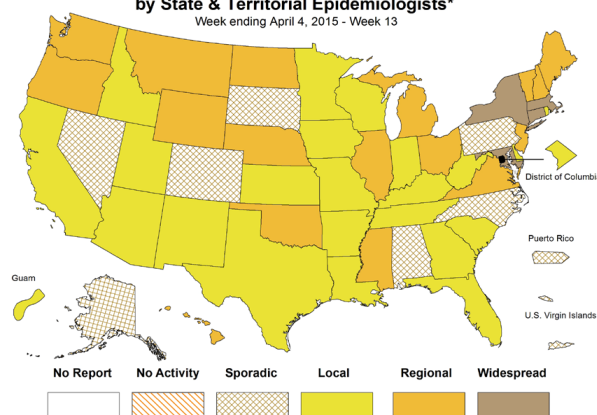 by State & Territorial Epidemiologists*
Week ending April 4, 2015 - Week 13
District of Columbi
Puerto Rico
Guam
U.S. Virgin Islands
No Report No Activity Sporadic Local Regional Widespread